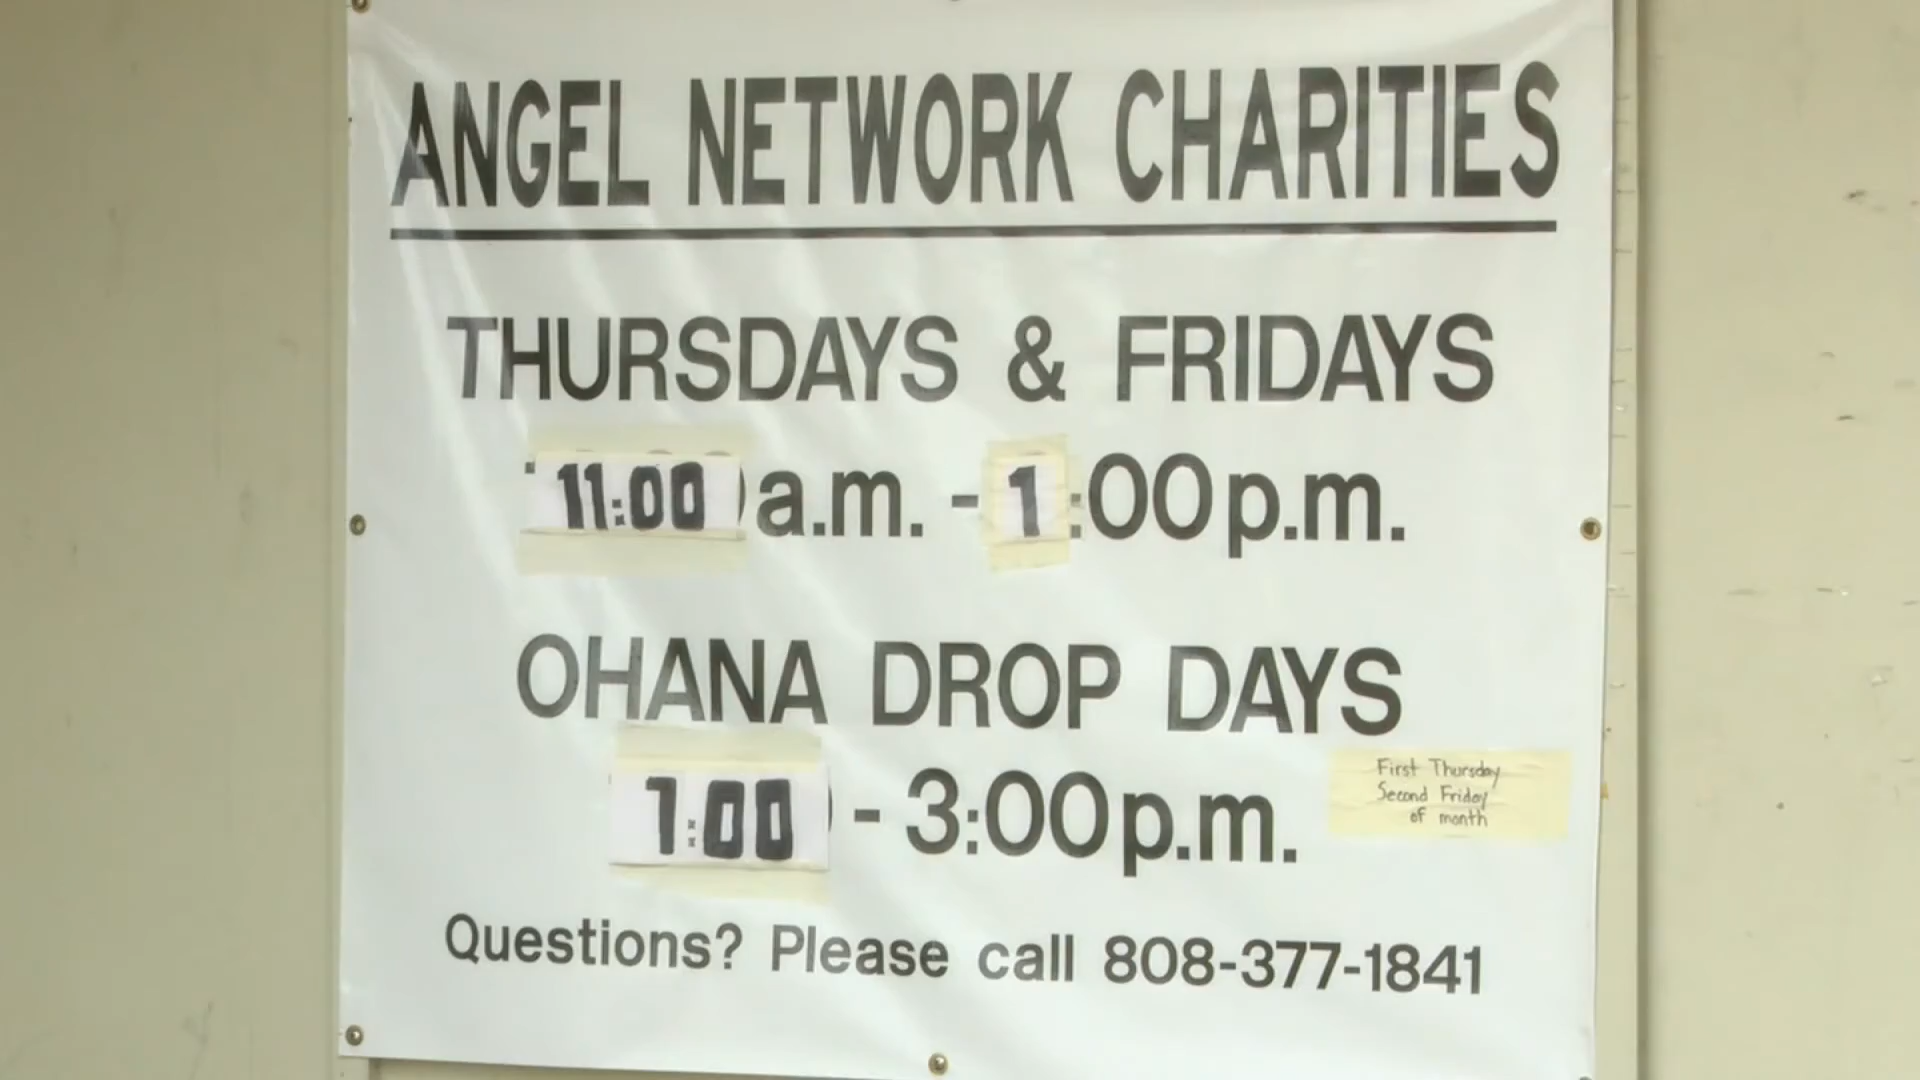 ANGEL NETWORK CHARITIES
THURSDAYS & FRIDAYS
11:00 a.m. - 1:00 p.m.
OHANA DROP DAYS
1:00 - 3:00 p.m.
First Thursday
Second Friday
of month
Questions? Please call 808-377-1841